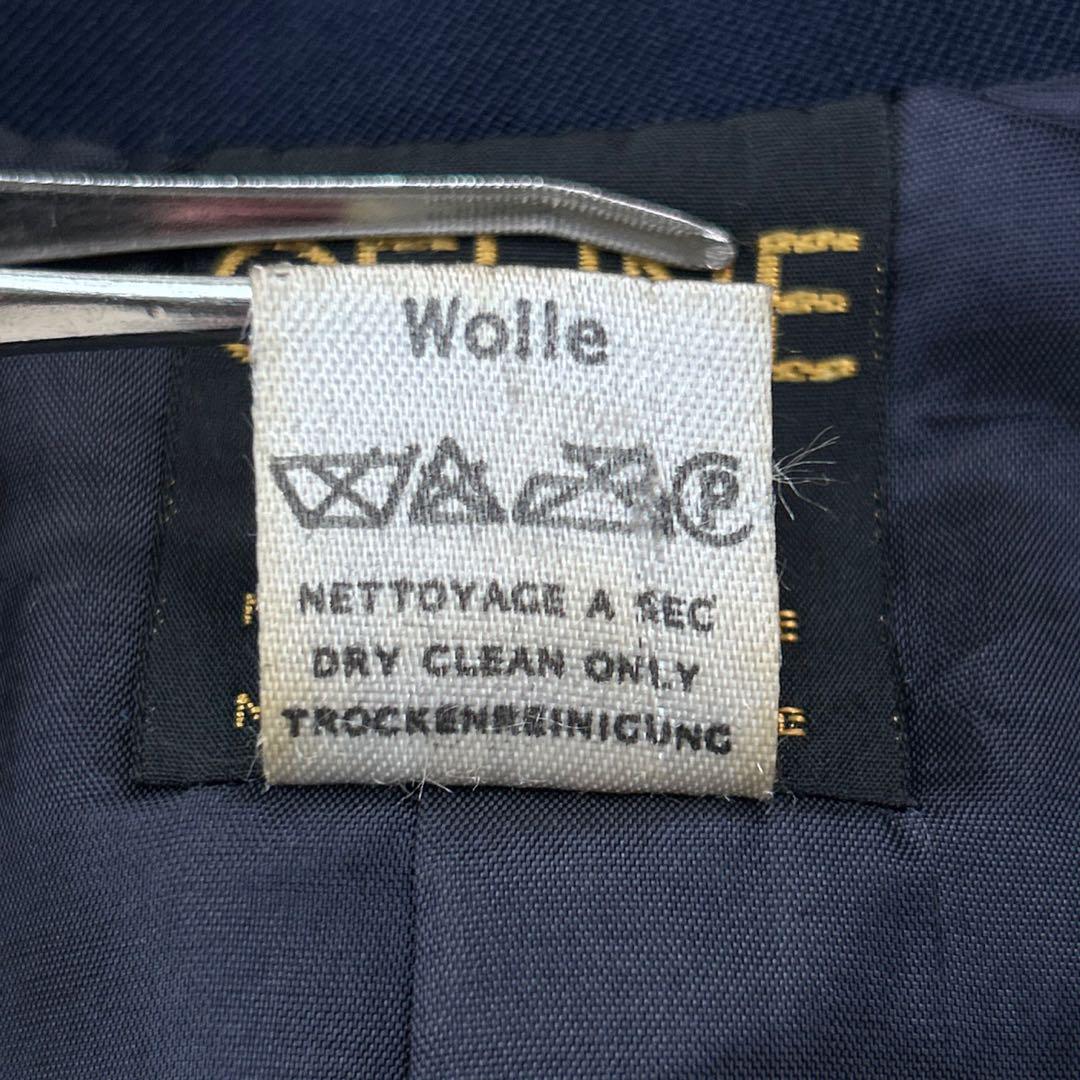 Wolle
P
NETTOYAGE A SEC
DRY CLEAN ONLY
TROCKENREINIGUNG